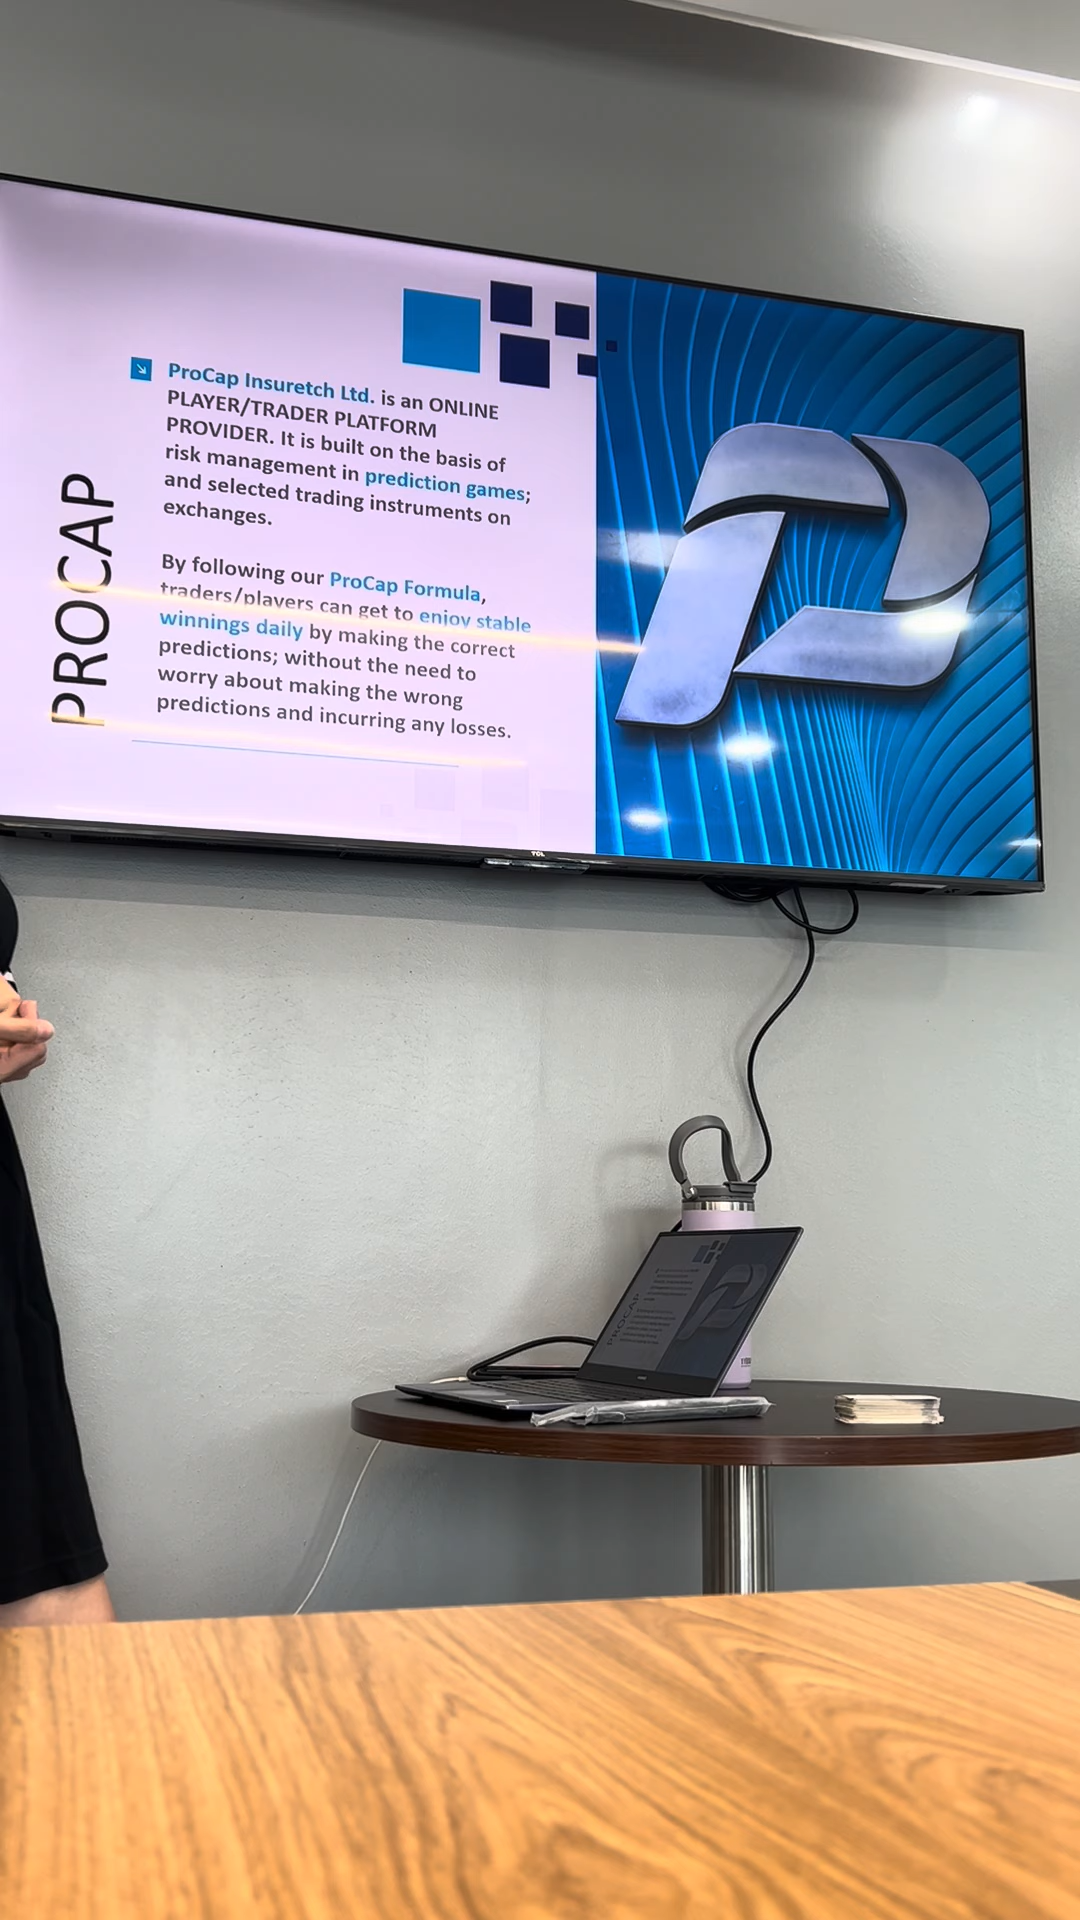 PROCAP
ProCap Insuretch Ltd. is an ONLINE
PLAYER/TRADER PLATFORM
PROVIDER. It is built on the basis of
risk management in prediction games;
and selected trading instruments on
exchanges.
By following our ProCap Formula,
traders/players can get to enjoy stable
winnings daily by making the correct
predictions; without the need to
worry about making the wrong
predictions and incurring any losses.
TCL
PROCAP